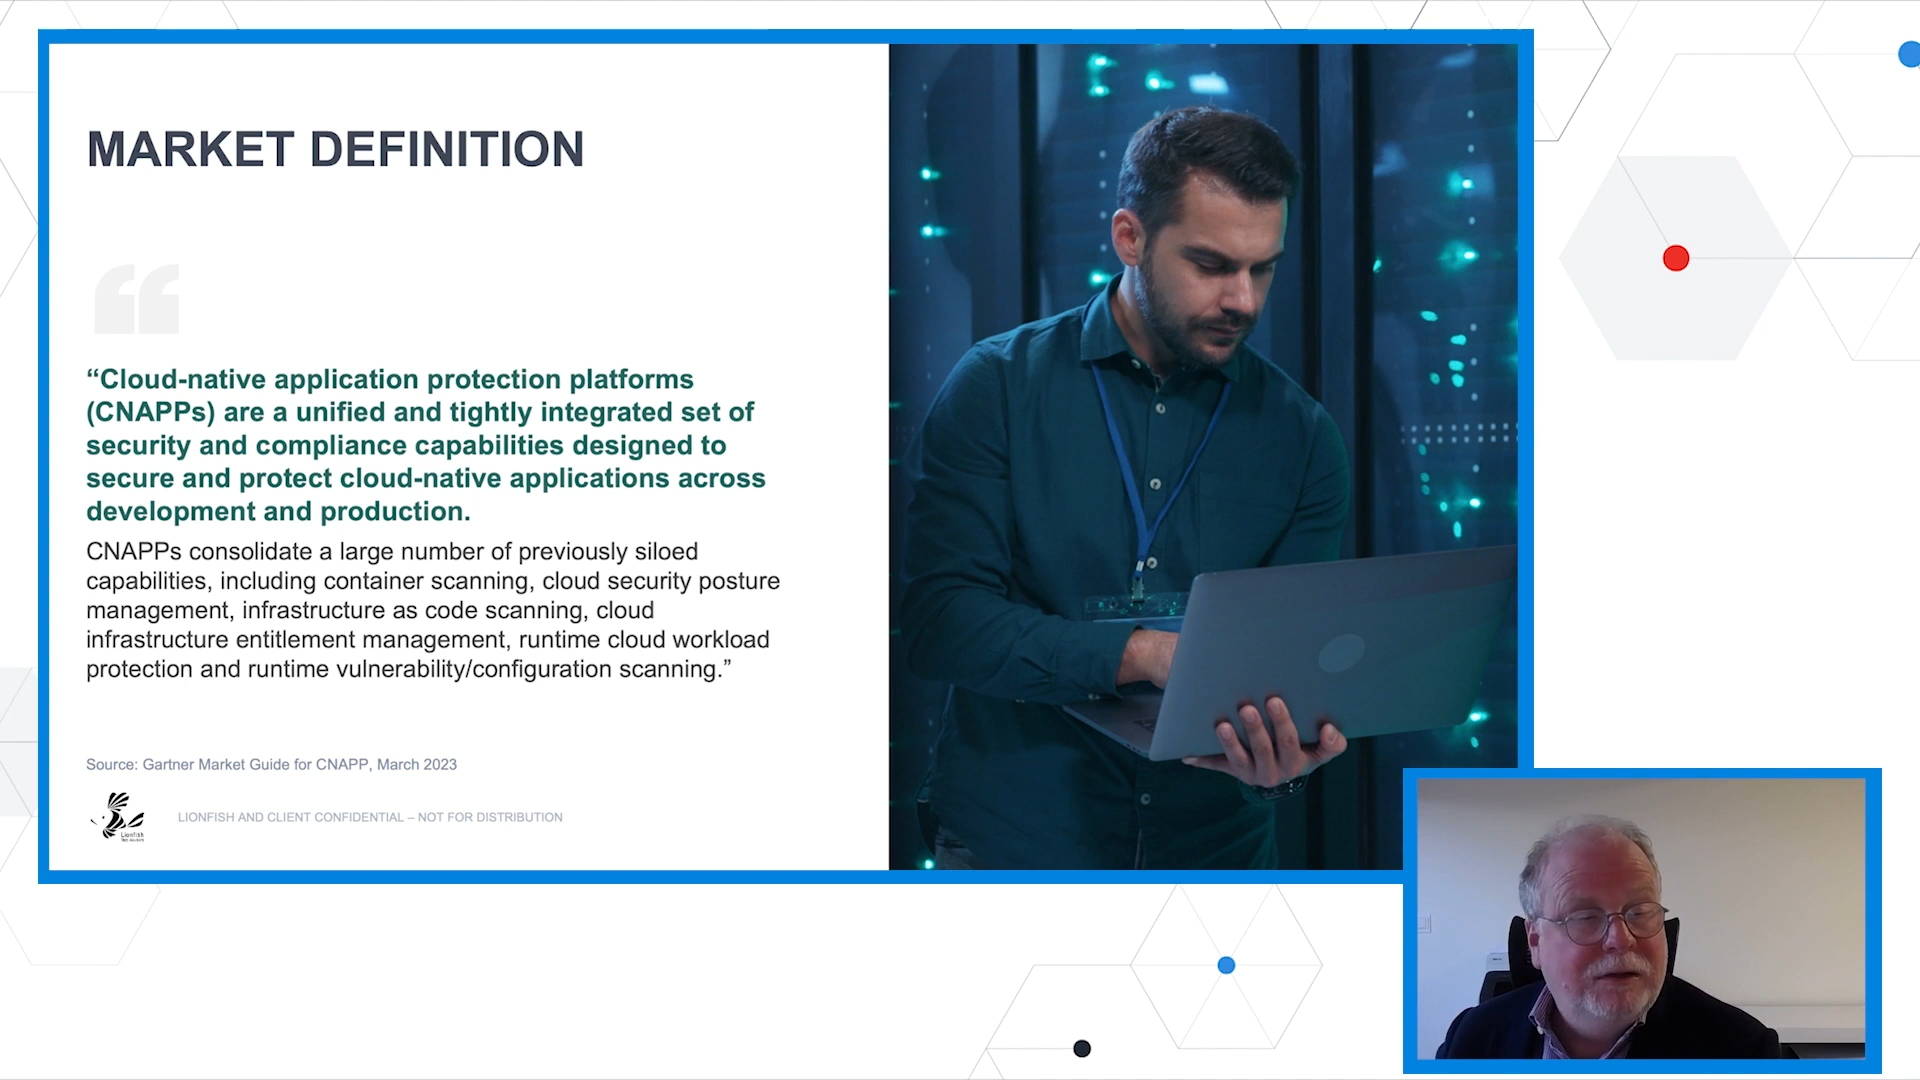 MARKET DEFINITION
“Cloud-native application protection platforms
(CNAPPs) are a unified and tightly integrated set of
security and compliance capabilities designed to
secure and protect cloud-native applications across
development and production.
CNAPPs consolidate a large number of previously siloed
capabilities, including container scanning, cloud security posture
management, infrastructure as code scanning, cloud
infrastructure entitlement management, runtime cloud workload
protection and runtime vulnerability/configuration scanning.”
Source: Gartner Market Guide for CNAPP, March 2023
Lionfish
LIONFISH AND CLIENT CONFIDENTIAL – NOT FOR DISTRIBUTION